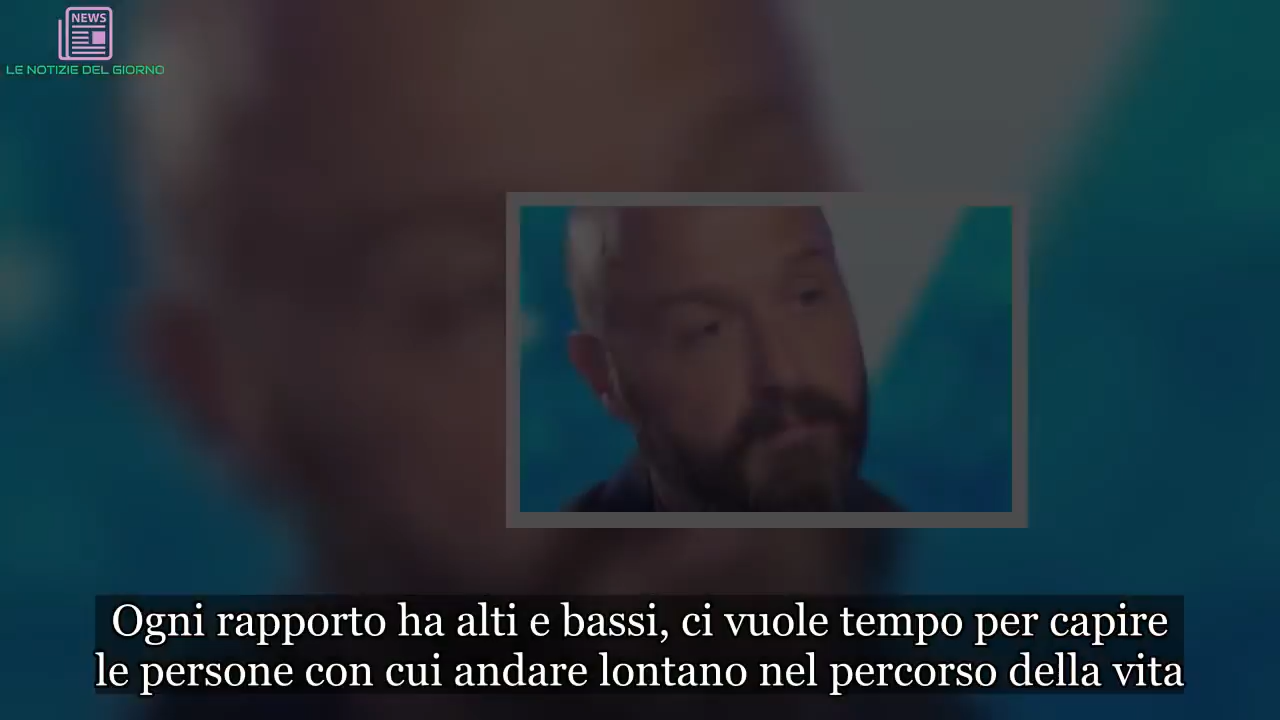 NEWS
LE NOTIZIE DEL GIORNO
Ogni rapporto ha alti e bassi, ci vuole tempo per capire
le persone con cui andare lontano nel percorso della vita